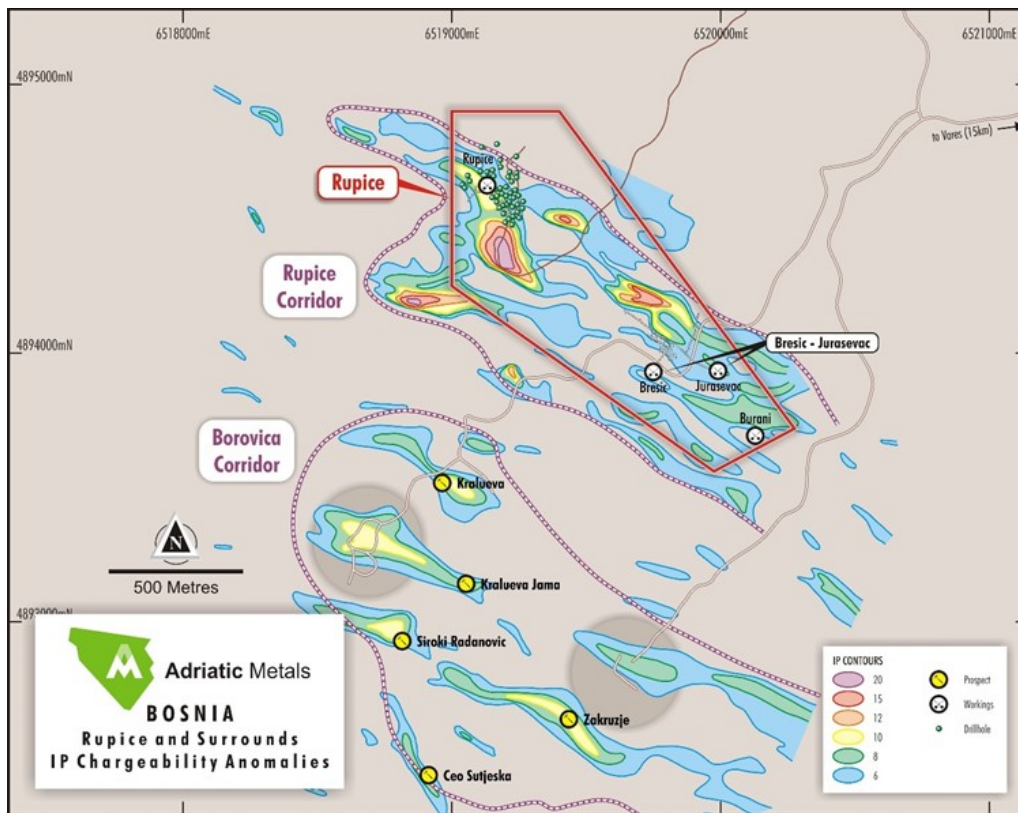 6518000mE
6519000mE
6520000mE
6521000mE
4895000mN
to Vares (15km)
Rupice
Rupice
Rupice
Corridor
4894000mN
Bresic - Jurasevac
Bresic
Jurasevac
Burani
Borovica
Corridor
Kralueva
N
500 Metres
Kralueva Jama
Siroki Radanovic
Adriatic Metals
BOSNIA
Rupice and Surrounds
IP Chargeability Anomalies
Zakruzje
Ceo Sutjeska
IP CONTOURS
20
15
12
10
8
6
Prospect
Workings
Drillhole